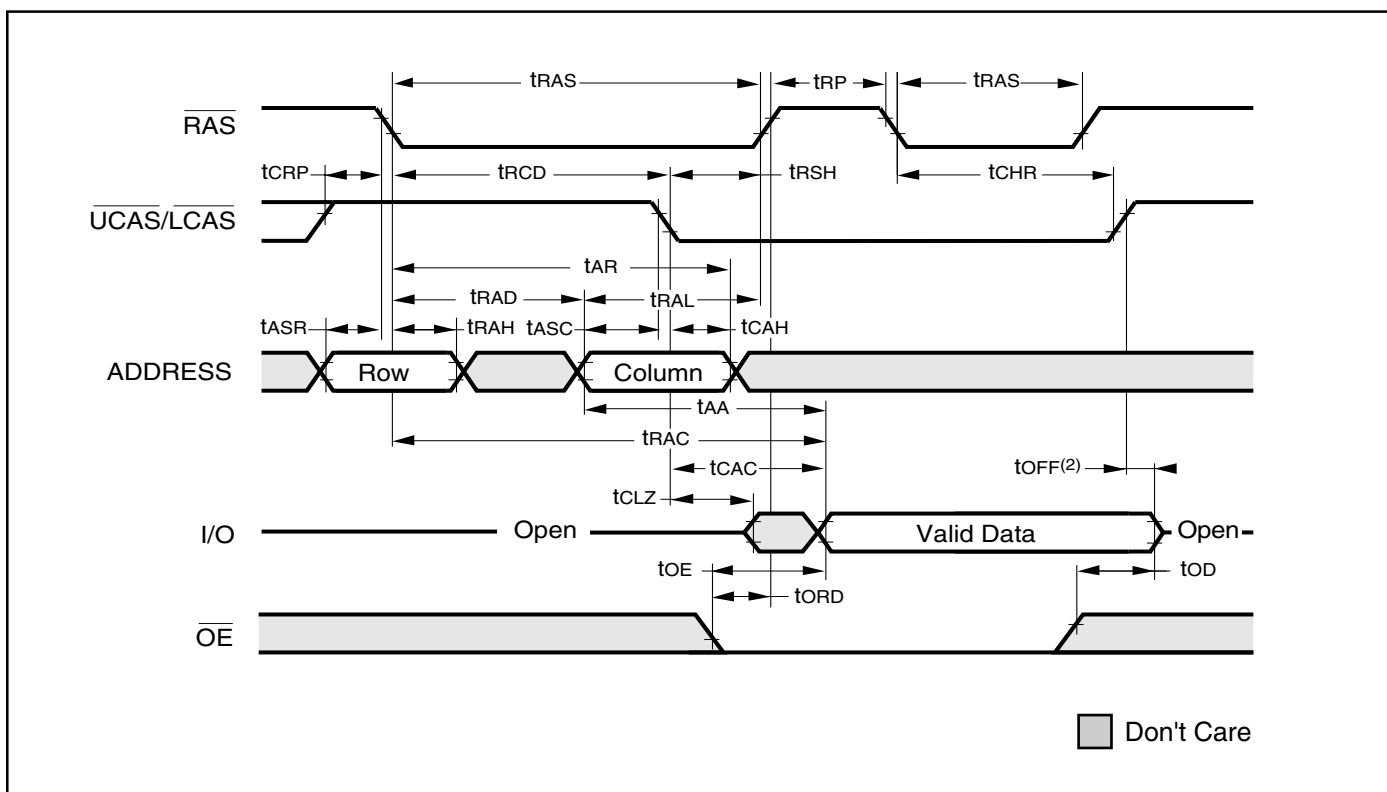 tRAS tRP tRAS
RAS
tCRP tRCD tRSH tCHR
UCAS/LCAS
tAR
tRAD tRAL
tASR tRAH tASC tCAH
ADDRESS Row Column
tAA
tRAC
tCAC tOFF(2)
tCLZ
I/O Open Valid Data Open
tOE tOD
tORD
OE
Don't Care